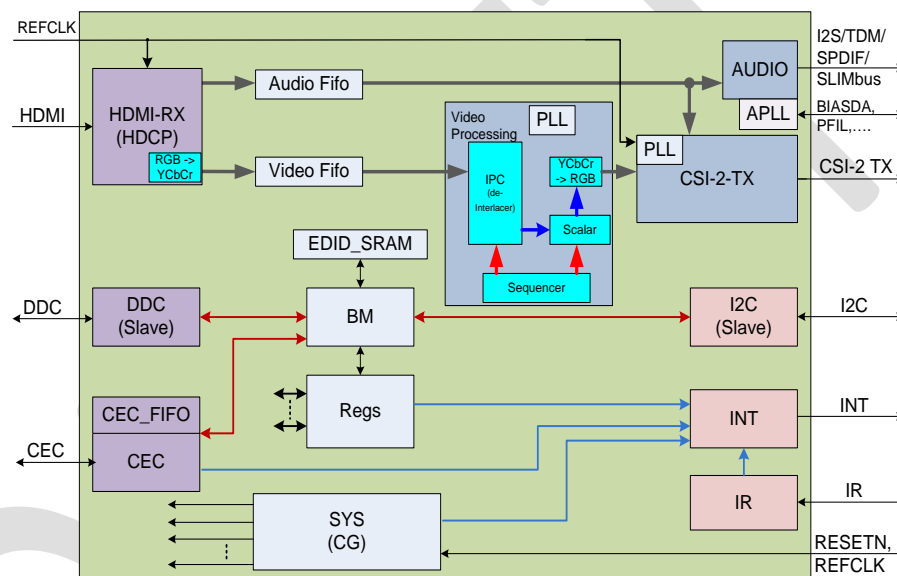 REFCLK
I2S/TDM/
SPDIF/
SLIMbus
AUDIO
Audio Fifo
HDMI
HDMI-RX
(HDCP)
RGB ->
YCbCr
Video
Processing
PLL
APLL
BIASDA,
PFIL,....
PLL
CSI-2-TX
CSI-2 TX
Video Fifo
IPC
(de-
Interlacer)
YCbCr
-> RGB
Scalar
Sequencer
EDID_SRAM
DDC
DDC
(Slave)
BM
I2C
(Slave)
I2C
Regs
CEC_FIFO
CEC
CEC
INT
INT
IR
IR
SYS
(CG)
RESETN,
REFCLK